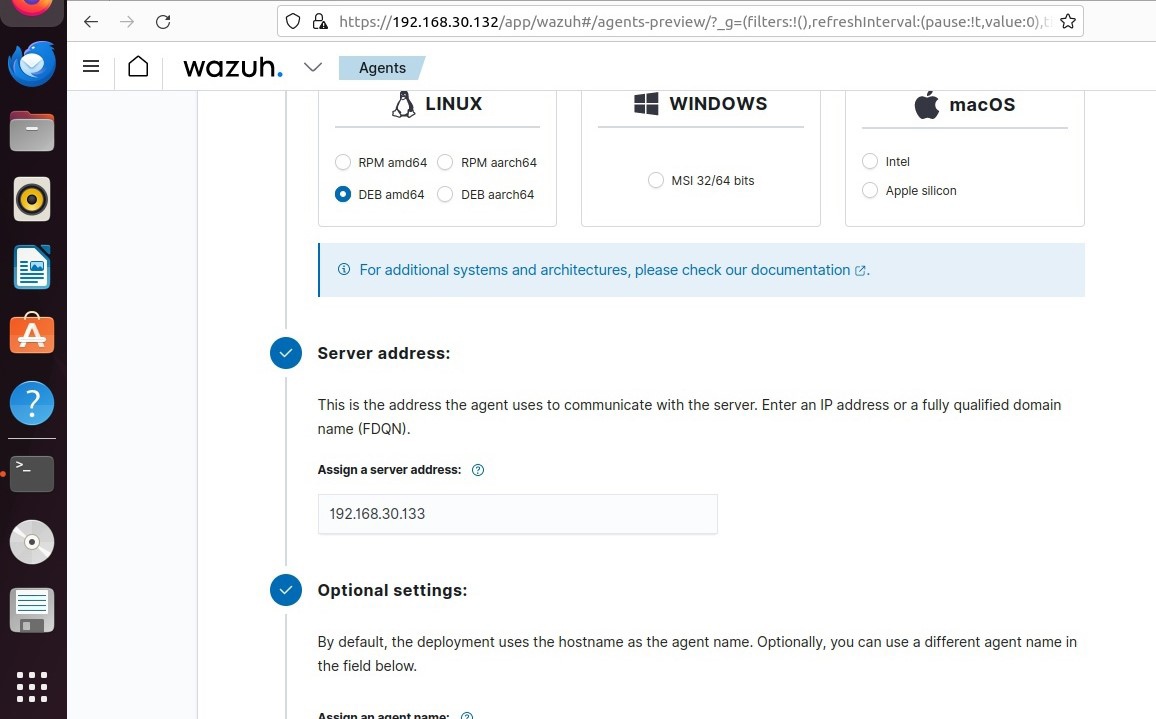 https://192.168.30.132/app/wazuh#/agents-preview/?_g=(filters:!(),refreshInterval:(pause:!t,value:0),t
wazuh.
Agents
LINUX
WINDOWS
macOS
RPM amd64
RPM aarch64
DEB amd64
DEB aarch64
MSI 32/64 bits
Intel
Apple silicon
For additional systems and architectures, please check our documentation.
Server address:
This is the address the agent uses to communicate with the server. Enter an IP address or a fully qualified domain
name (FDQN).
Assign a server address:
192.168.30.133
Optional settings:
By default, the deployment uses the hostname as the agent name. Optionally, you can use a different agent name in
the field below.
Assign an agent name: